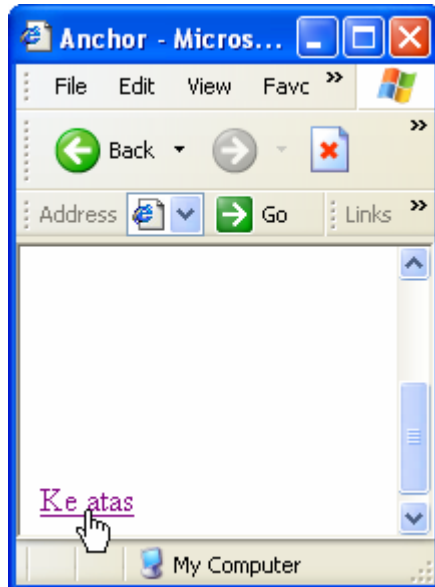 Anchor - Micros...
File Edit View Favc »
Back »
Address Go Links »
Ke atas
My Computer